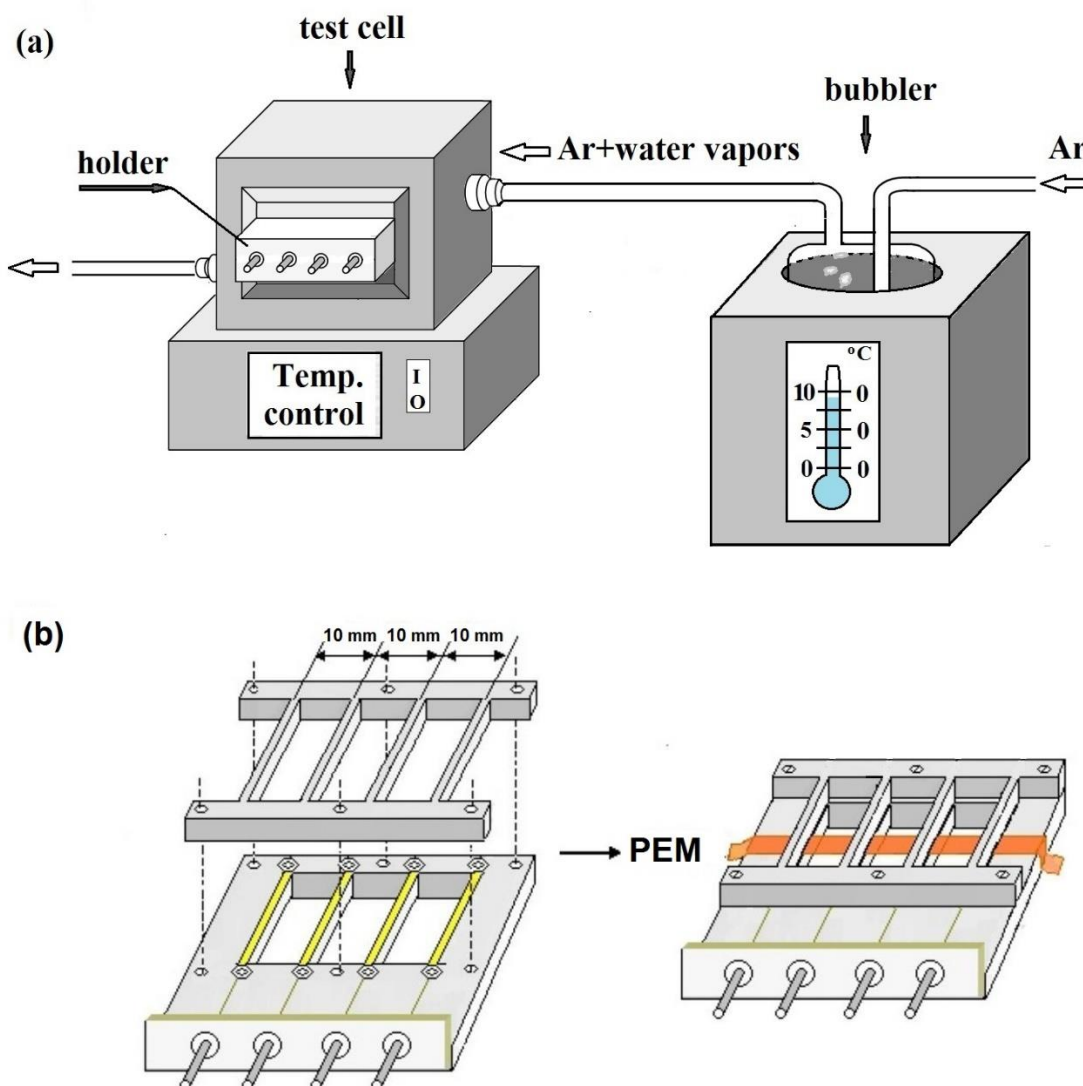 (a)
test cell
bubbler
holder
Ar+water vapors
Ar
Temp.
control
I
O
°C
10 0
5 0
0 0
(b)
10 mm 10 mm 10 mm
PEM